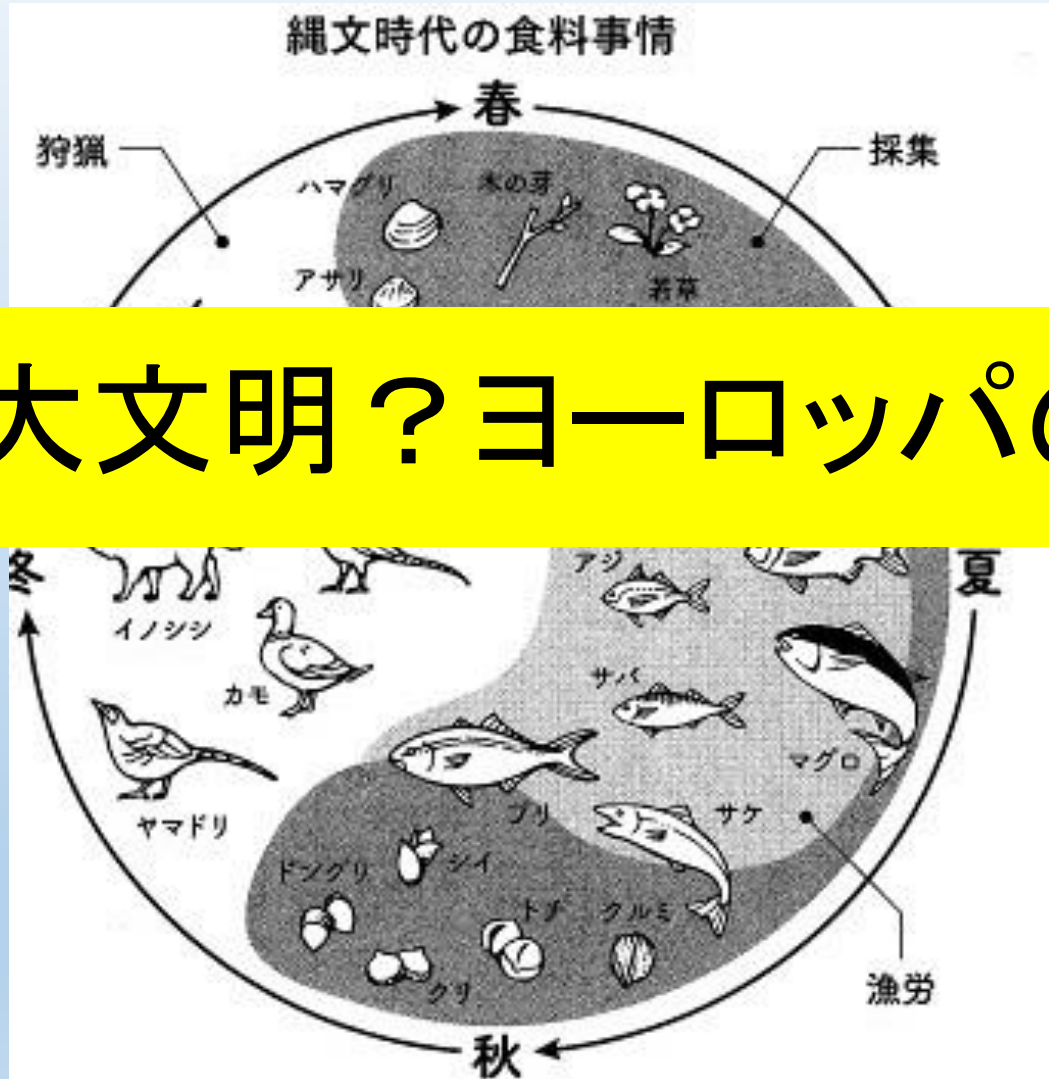 縄文時代の食料事情
春
狩猟
採集
ハマグリ
木の芽
アサリ
若草
大文明？ヨーロッパの
冬
アジ
夏
イノシシ
カモ
サバ
マグロ
ヤマドリ
ブリ
サケ
ドングリ
シイ
トチ
クルミ
クリ
漁労
秋